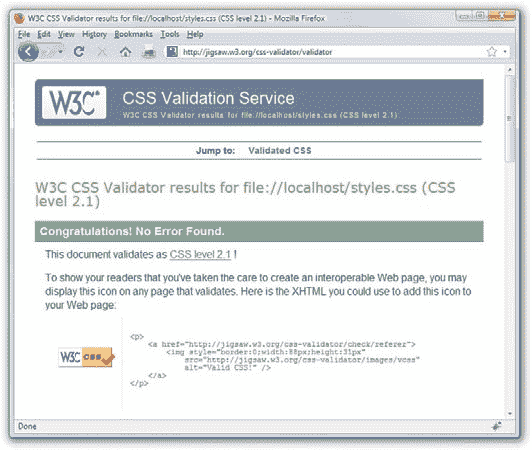 W3C CSS Validator results for file://localhost/styles.css (CSS level 2.1) - Mozilla Firefox
File Edit View History Bookmarks Tools Help
http://jigsaw.w3.org/css-validator/validator
W3C CSS Validation Service
W3C CSS Validator results for file://localhost/styles.css (CSS level 2.1)
Jump to: Validated CSS
W3C CSS Validator results for file://localhost/styles.css (CSS
level 2.1)
Congratulations! No Error Found.
This document validates as CSS level 2.1 !
To show your readers that you've taken the care to create an interoperable Web page, you may
display this icon on any page that validates. Here is the XHTML you could use to add this icon to
your Web page:
<p>
<a href="http://jigsaw.w3.org/css-validator/check/referer">
<img style="border:0;width:88px;height:31px"
src="http://jigsaw.w3.org/css-validator/images/vcss"
alt="Valid CSS!" />
</a>
</p>
W3C css
Done